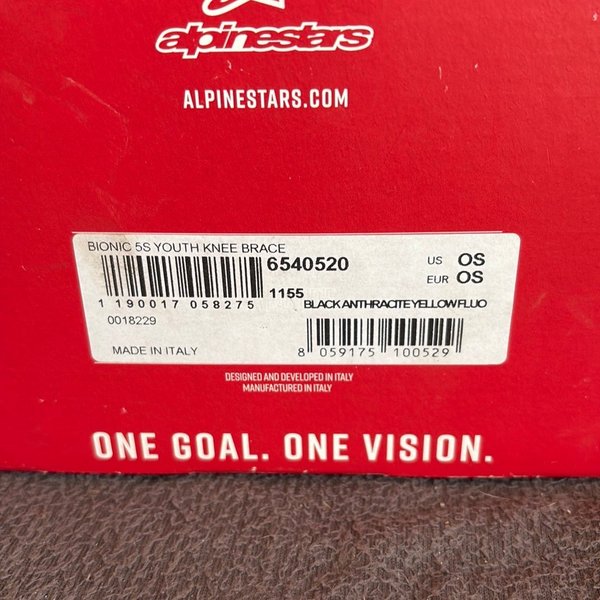 alpinestars
ALPINESTARS.COM
BIONIC 5S YOUTH KNEE BRACE
6540520
US OS
EUR OS
1 190017 058275
1155 BLACK ANTHRACITE YELLOW FLUO
0018229
MADE IN ITALY
8 059175 100529
DESIGNED AND DEVELOPED IN ITALY
MANUFACTURED IN ITALY
ONE GOAL. ONE VISION.